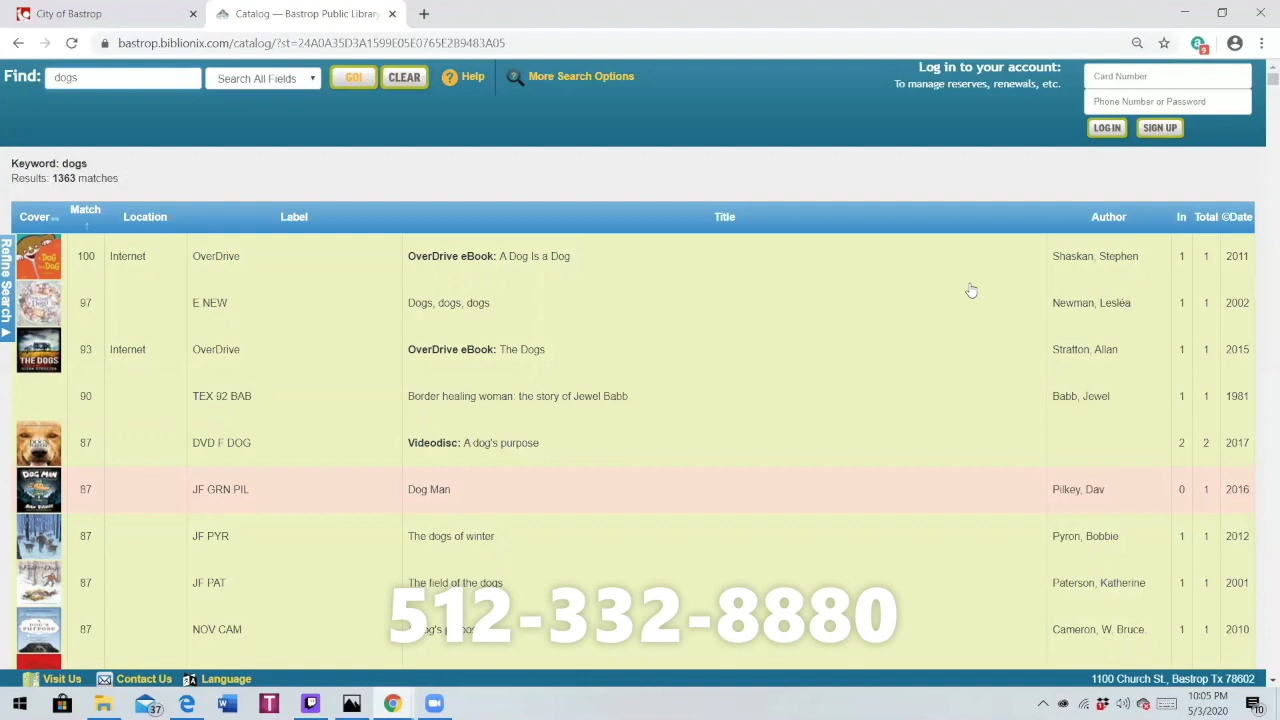 City of Bastrop
Catalog — Bastrop Public Librar
bastrop.biblionix.com/catalog/?st=24A0A35D3A1599E05E0765E289483A05
9
Find: dogs Search All Fields GO! CLEAR ? Help ? More Search Options
Log in to your account:
To manage reserves, renewals, etc.
Card Number
Phone Number or Password
LOG IN SIGN UP
Keyword: dogs
Results: 1363 matches
Refine Search
Cover Match Location Label Title Author In Total ©Date
100 Internet OverDrive OverDrive eBook: A Dog Is a Dog Shaskan, Stephen 1 1 2011
97 E NEW Dogs, dogs, dogs Newman, Lesléa 1 1 2002
THE DOGS
93 Internet OverDrive OverDrive eBook: The Dogs Stratton, Allan 1 1 2015
90 TEX 92 BAB Border healing woman: the story of Jewel Babb Babb, Jewel 1 1 1981
87 DVD F DOG Videodisc: A dog's purpose 2 2 2017
DOG MAN
87 JF GRN PIL Dog Man Pilkey, Dav 0 1 2016
87 JF PYR The dogs of winter Pyron, Bobbie 1 1 2012
87 JF PAT The field of the dogs Paterson, Katherine 1 1 2001
87 NOV CAM Cameron, W. Bruce. 1 1 2010
512-332-8880
Visit Us Contact Us Language 1100 Church St., Bastrop Tx 78602
37
10:05 PM
5/3/2020
10